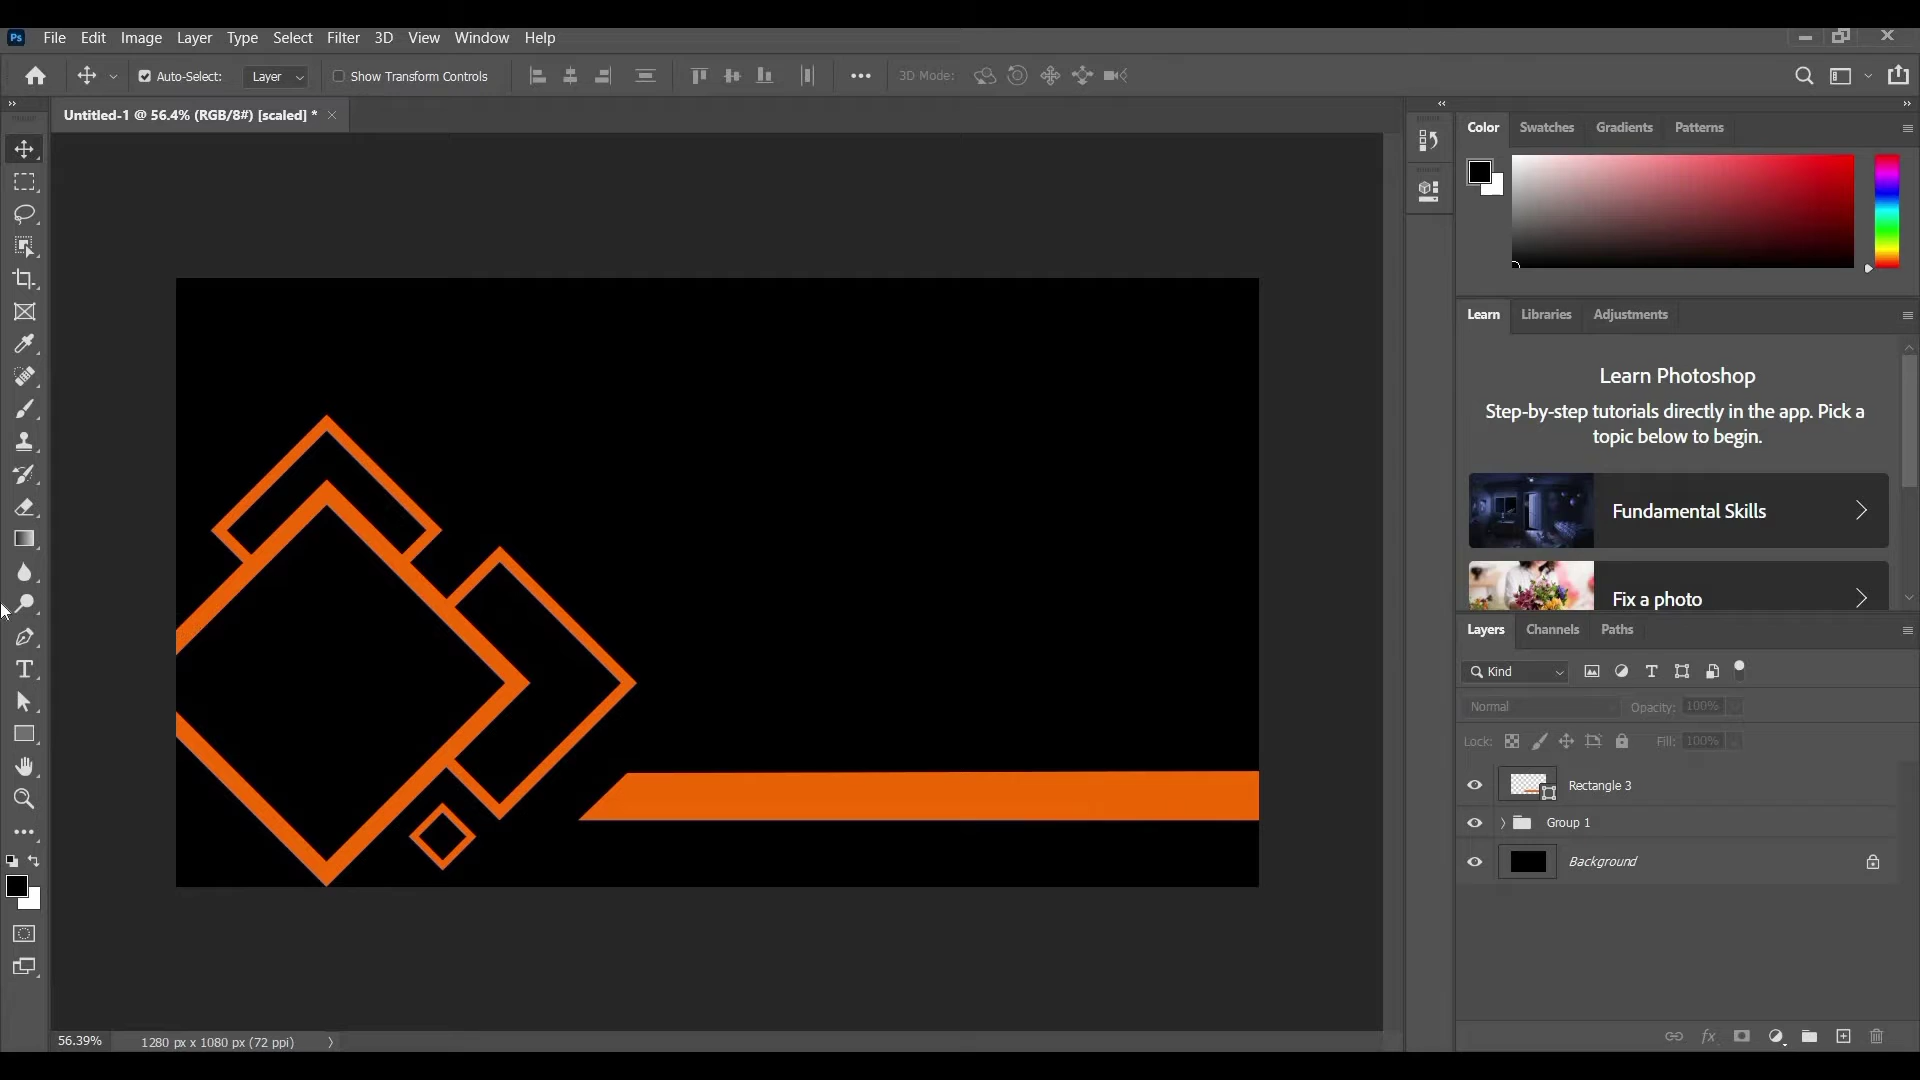 Ps File Edit Image Layer Type Select Filter 3D View Window Help
Auto-Select: Layer Show Transform Controls 3D Mode:
Untitled-1 @ 56.4% (RGB/8#) [scaled] *
Color Swatches Gradients Patterns
Learn Libraries Adjustments
Learn Photoshop
Step-by-step tutorials directly in the app. Pick a
topic below to begin.
Fundamental Skills
Fix a photo
Layers Channels Paths
Kind
Normal Opacity: 100%
Lock: Fill: 100%
Rectangle 3
Group 1
Background
56.39% 1280 px x 1080 px (72 ppi)
fx